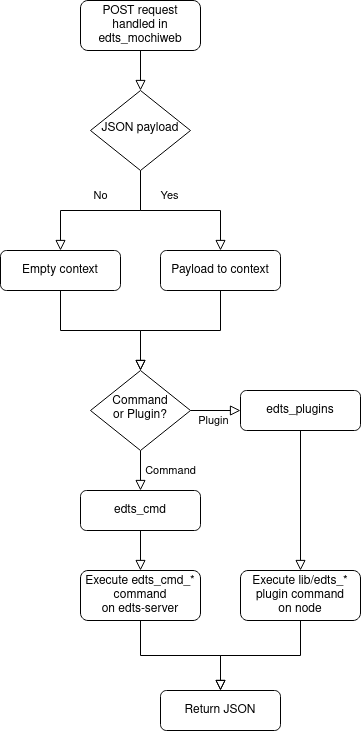 POST request
handled in
edts_mochiweb
JSON payload
No
Yes
Empty context
Payload to context
Command
or Plugin?
Plugin
edts_plugins
Command
edts_cmd
Execute edts_cmd_*
command
on edts-server
Execute lib/edts_*
plugin command
on node
Return JSON